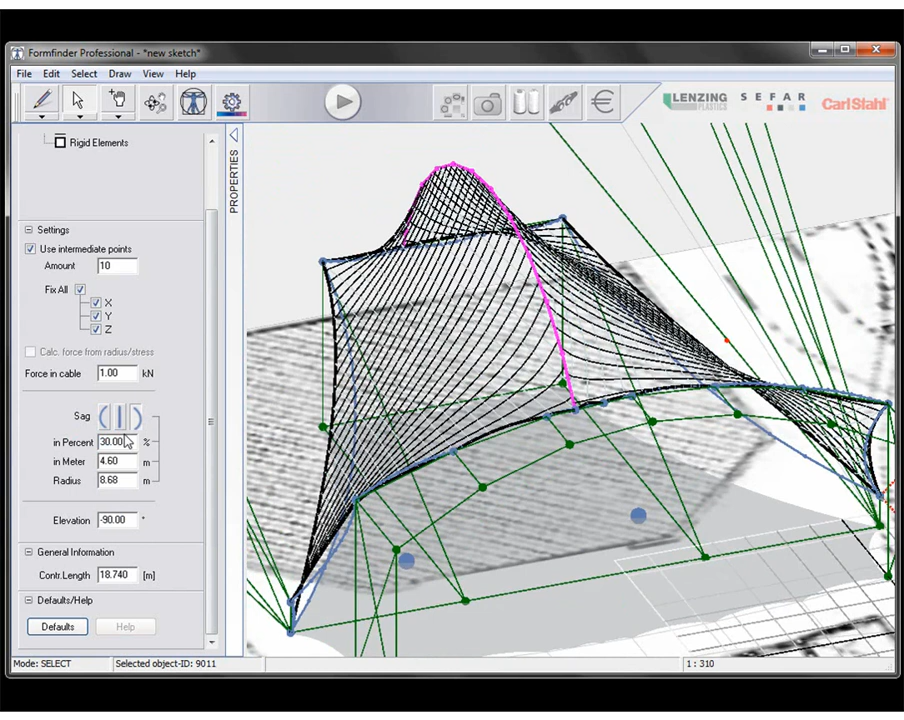 Formfinder Professional - *new sketch*
File Edit Select Draw View Help
LENZING
PLASTICS
SEFAR
Carl Stahl
Rigid Elements
PROPERTIES
Settings
Use intermediate points
Amount 10
Fix All
X
Y
Z
Calc. force from radius/stress
Force in cable 1.00 kN
Sag
in Percent 30.00 %
in Meter 4.60 m
Radius 8.68 m
Elevation -90.00 °
General Information
Contr.Length 18.740 [m]
Defaults/Help
Defaults Help
Mode: SELECT Selected object-ID: 9011 1 : 310